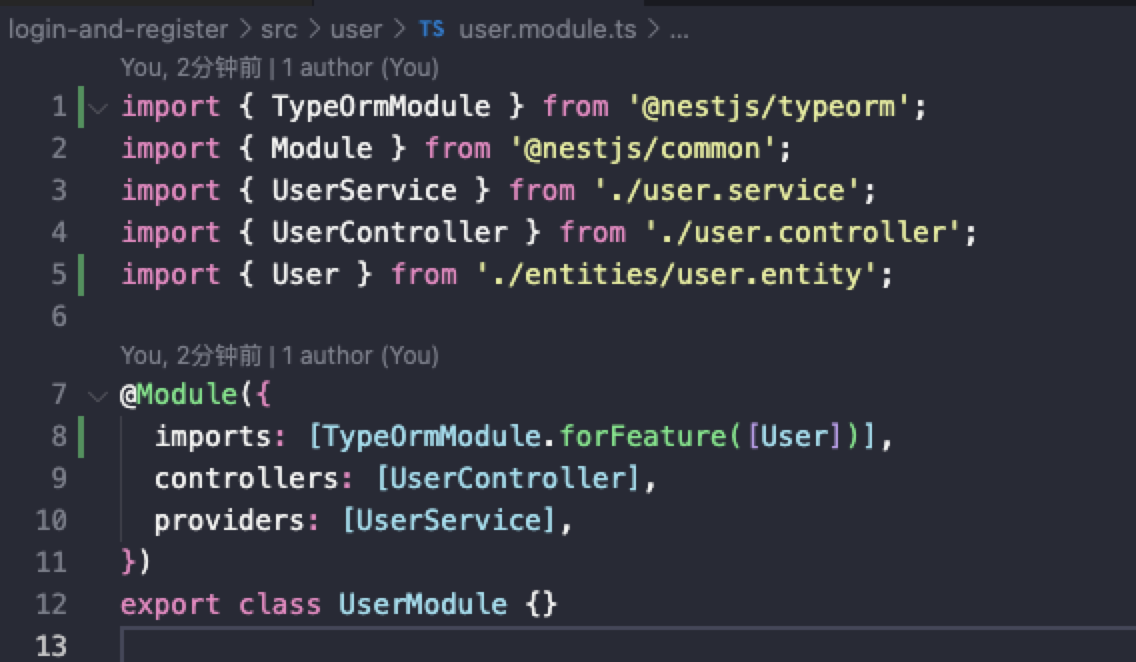 login-and-register > src > user > TS user.module.ts > ...
You, 2分钟前 | 1 author (You)
1 import { TypeOrmModule } from '@nestjs/typeorm';
2 import { Module } from '@nestjs/common';
3 import { UserService } from './user.service';
4 import { UserController } from './user.controller';
5 import { User } from './entities/user.entity';
6
You, 2分钟前 | 1 author (You)
7 @Module({
8 imports: [TypeOrmModule.forFeature([User])],
9 controllers: [UserController],
10 providers: [UserService],
11 })
12 export class UserModule {}
13